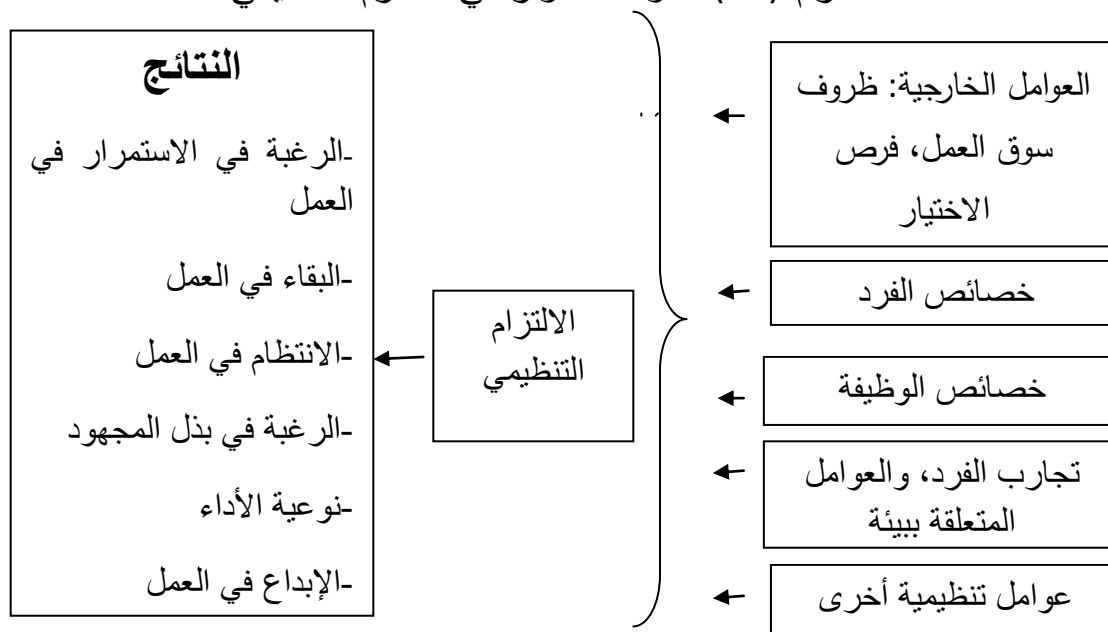 العوامل الخارجية: ظروف
سوق العمل، فرص
الاختيار
خصائص الفرد
خصائص الوظيفة
تجارب الفرد، والعوامل
المتعلقة ببيئة
عوامل تنظيمية أخرى
الالتزام
التنظيمي
النتائج
-الرغبة في الاستمرار في
العمل
-البقاء في العمل
-الانتظام في العمل
-الرغبة في بذل المجهود
-نوعية الأداء
-الإبداع في العمل